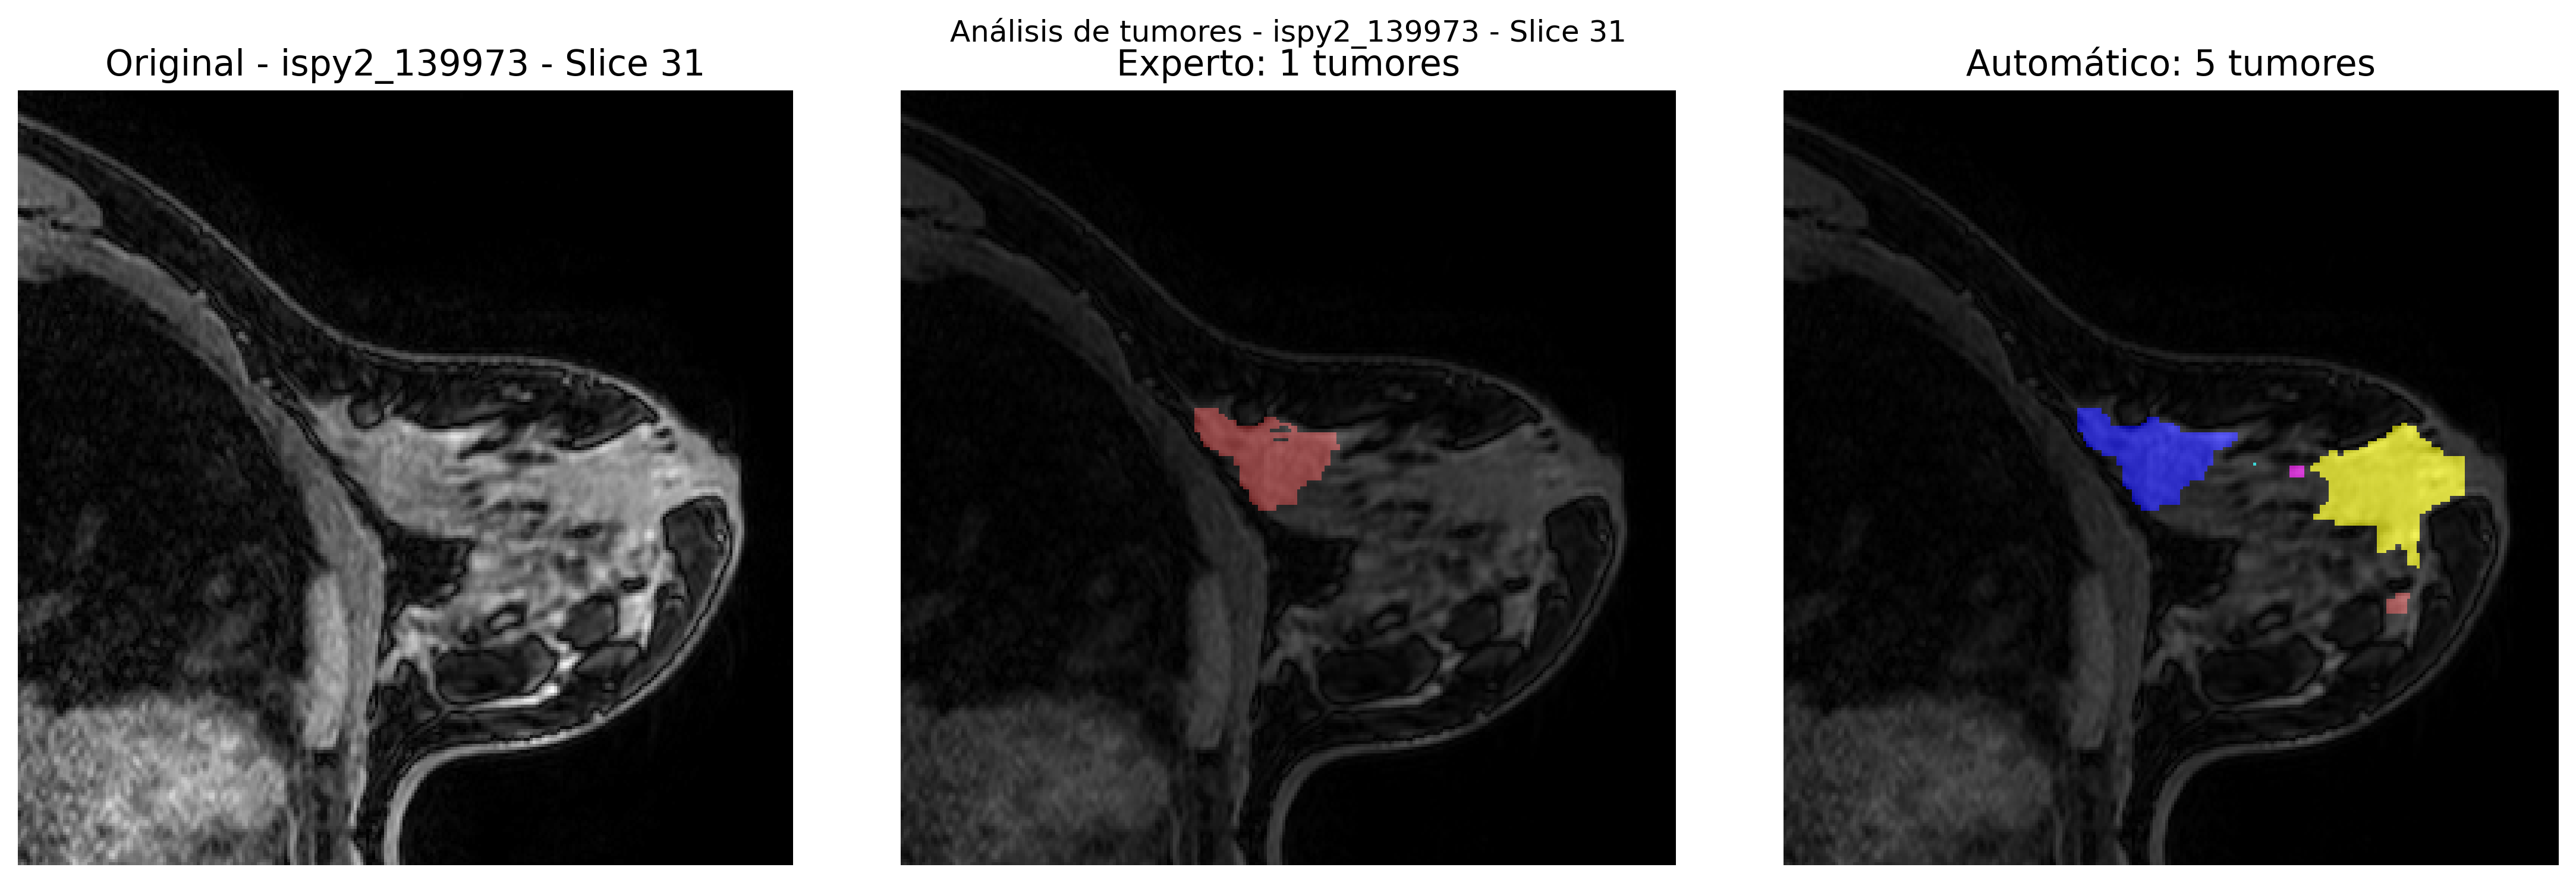 Análisis de tumores - ispy2_139973 - Slice 31
Original - ispy2_139973 - Slice 31
Experto: 1 tumores
Automático: 5 tumores